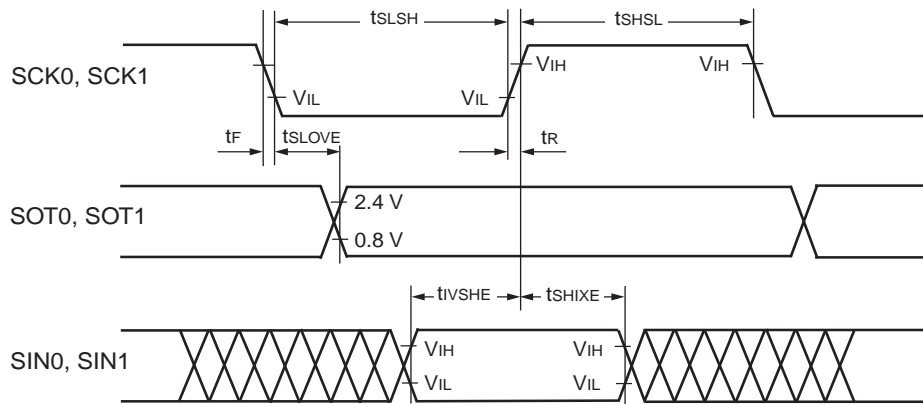 tSLSH tSHSL
SCK0, SCK1
VIH VIH
VIL VIL
tF tSLOVE tR
SOT0, SOT1
2.4 V
0.8 V
tIVSHE tSHIXE
SIN0, SIN1
VIH VIH
VIL VIL